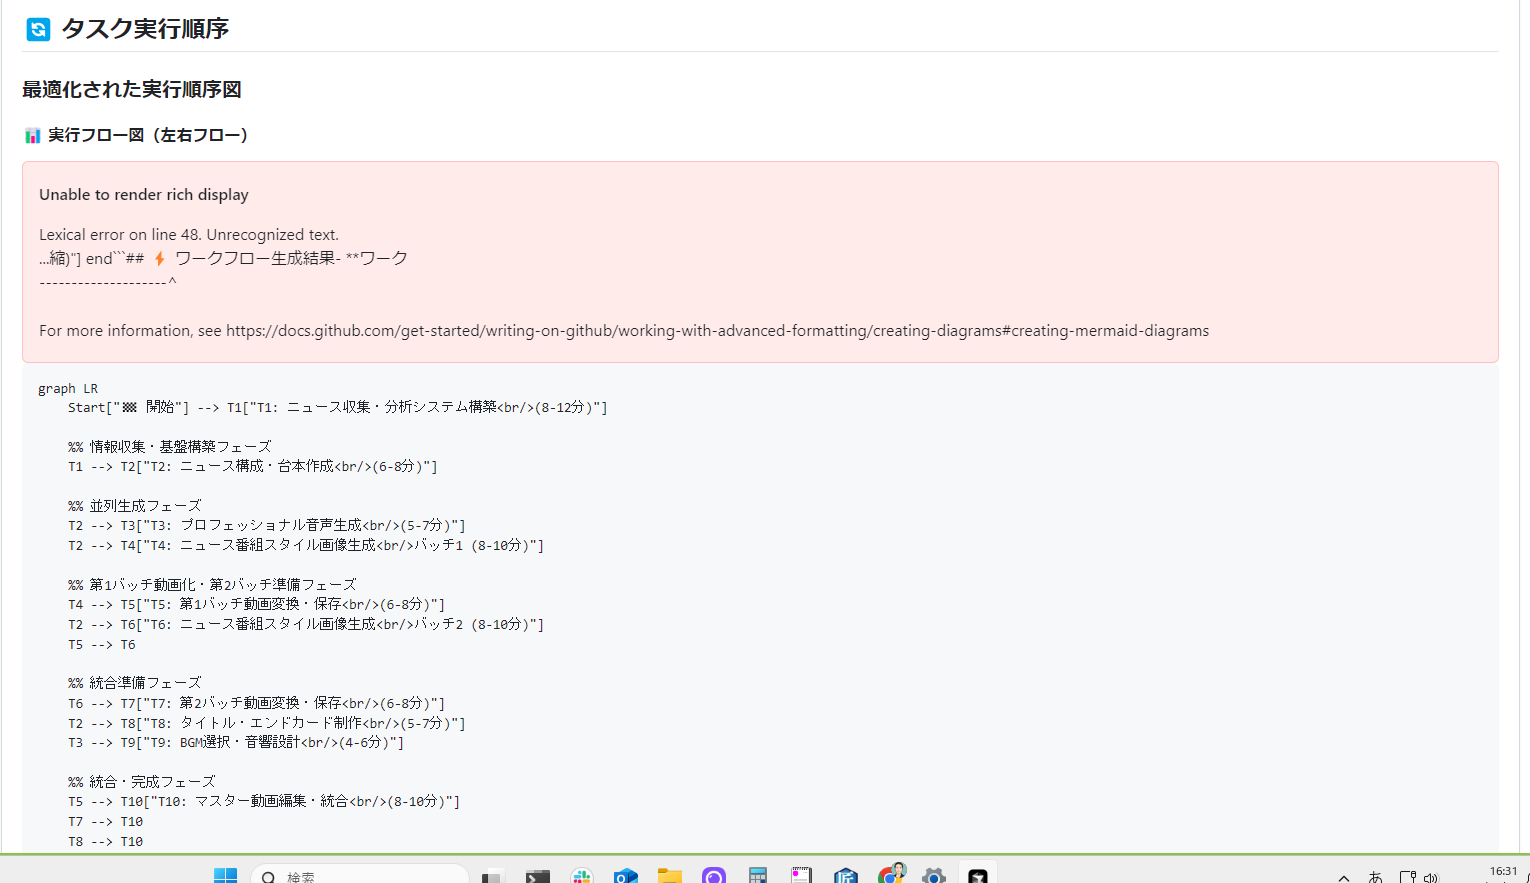 タスク実行順序
最適化された実行順序図
実行フロー図（左右フロー）
Unable to render rich display
Lexical error on line 48. Unrecognized text.
...縮)"] end```## ⚡ ワークフロー生成結果- **ワーク
--------------------^
For more information, see https://docs.github.com/get-started/writing-on-github/working-with-advanced-formatting/creating-diagrams#creating-mermaid-diagrams
graph LR
Start["🏁 開始"] --> T1["T1: ニュース収集・分析システム構築<br/>(8-12分)"]
%% 情報収集・基盤構築フェーズ
T1 --> T2["T2: ニュース構成・台本作成<br/>(6-8分)"]
%% 並列生成フェーズ
T2 --> T3["T3: プロフェッショナル音声生成<br/>(5-7分)"]
T2 --> T4["T4: ニュース番組スタイル画像生成<br/>バッチ1 (8-10分)"]
%% 第1バッチ動画化・第2バッチ準備フェーズ
T4 --> T5["T5: 第1バッチ動画変換・保存<br/>(6-8分)"]
T2 --> T6["T6: ニュース番組スタイル画像生成<br/>バッチ2 (8-10分)"]
T5 --> T6
%% 統合準備フェーズ
T6 --> T7["T7: 第2バッチ動画変換・保存<br/>(6-8分)"]
T2 --> T8["T8: タイトル・エンドカード制作<br/>(5-7分)"]
T3 --> T9["T9: BGM選択・音響設計<br/>(4-6分)"]
%% 統合・完成フェーズ
T5 --> T10["T10: マスター動画編集・統合<br/>(8-10分)"]
T7 --> T10
T8 --> T10
検索
あ
16:31